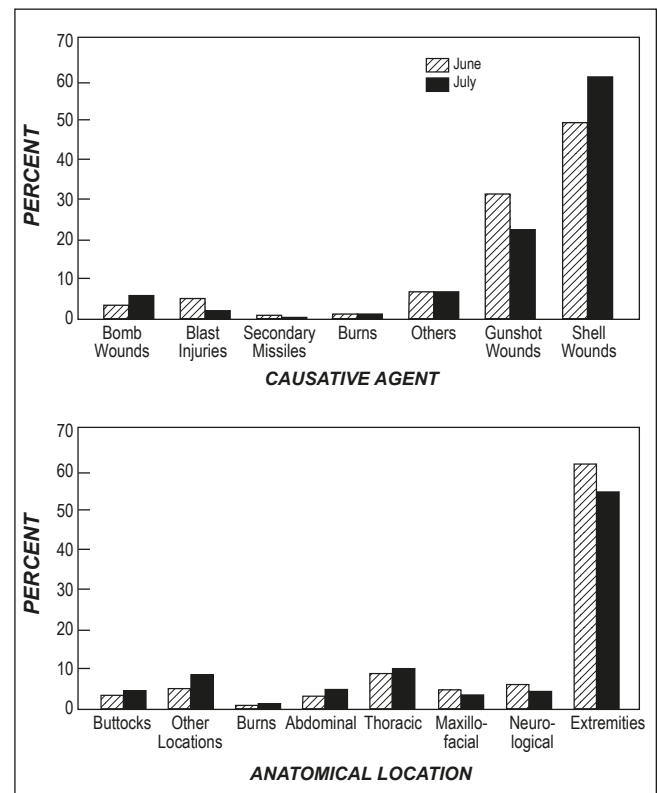 70
60
50
40
30
20
10
0
PERCENT
June
July
Bomb Wounds
Blast Injuries
Secondary Missiles
Burns
Others
Gunshot Wounds
Shell Wounds
CAUSATIVE AGENT
70
60
50
40
30
20
10
0
PERCENT
Buttocks
Other Locations
Burns
Abdominal
Thoracic
Maxillo-
facial
Neuro-
logical
Extremities
ANATOMICAL LOCATION